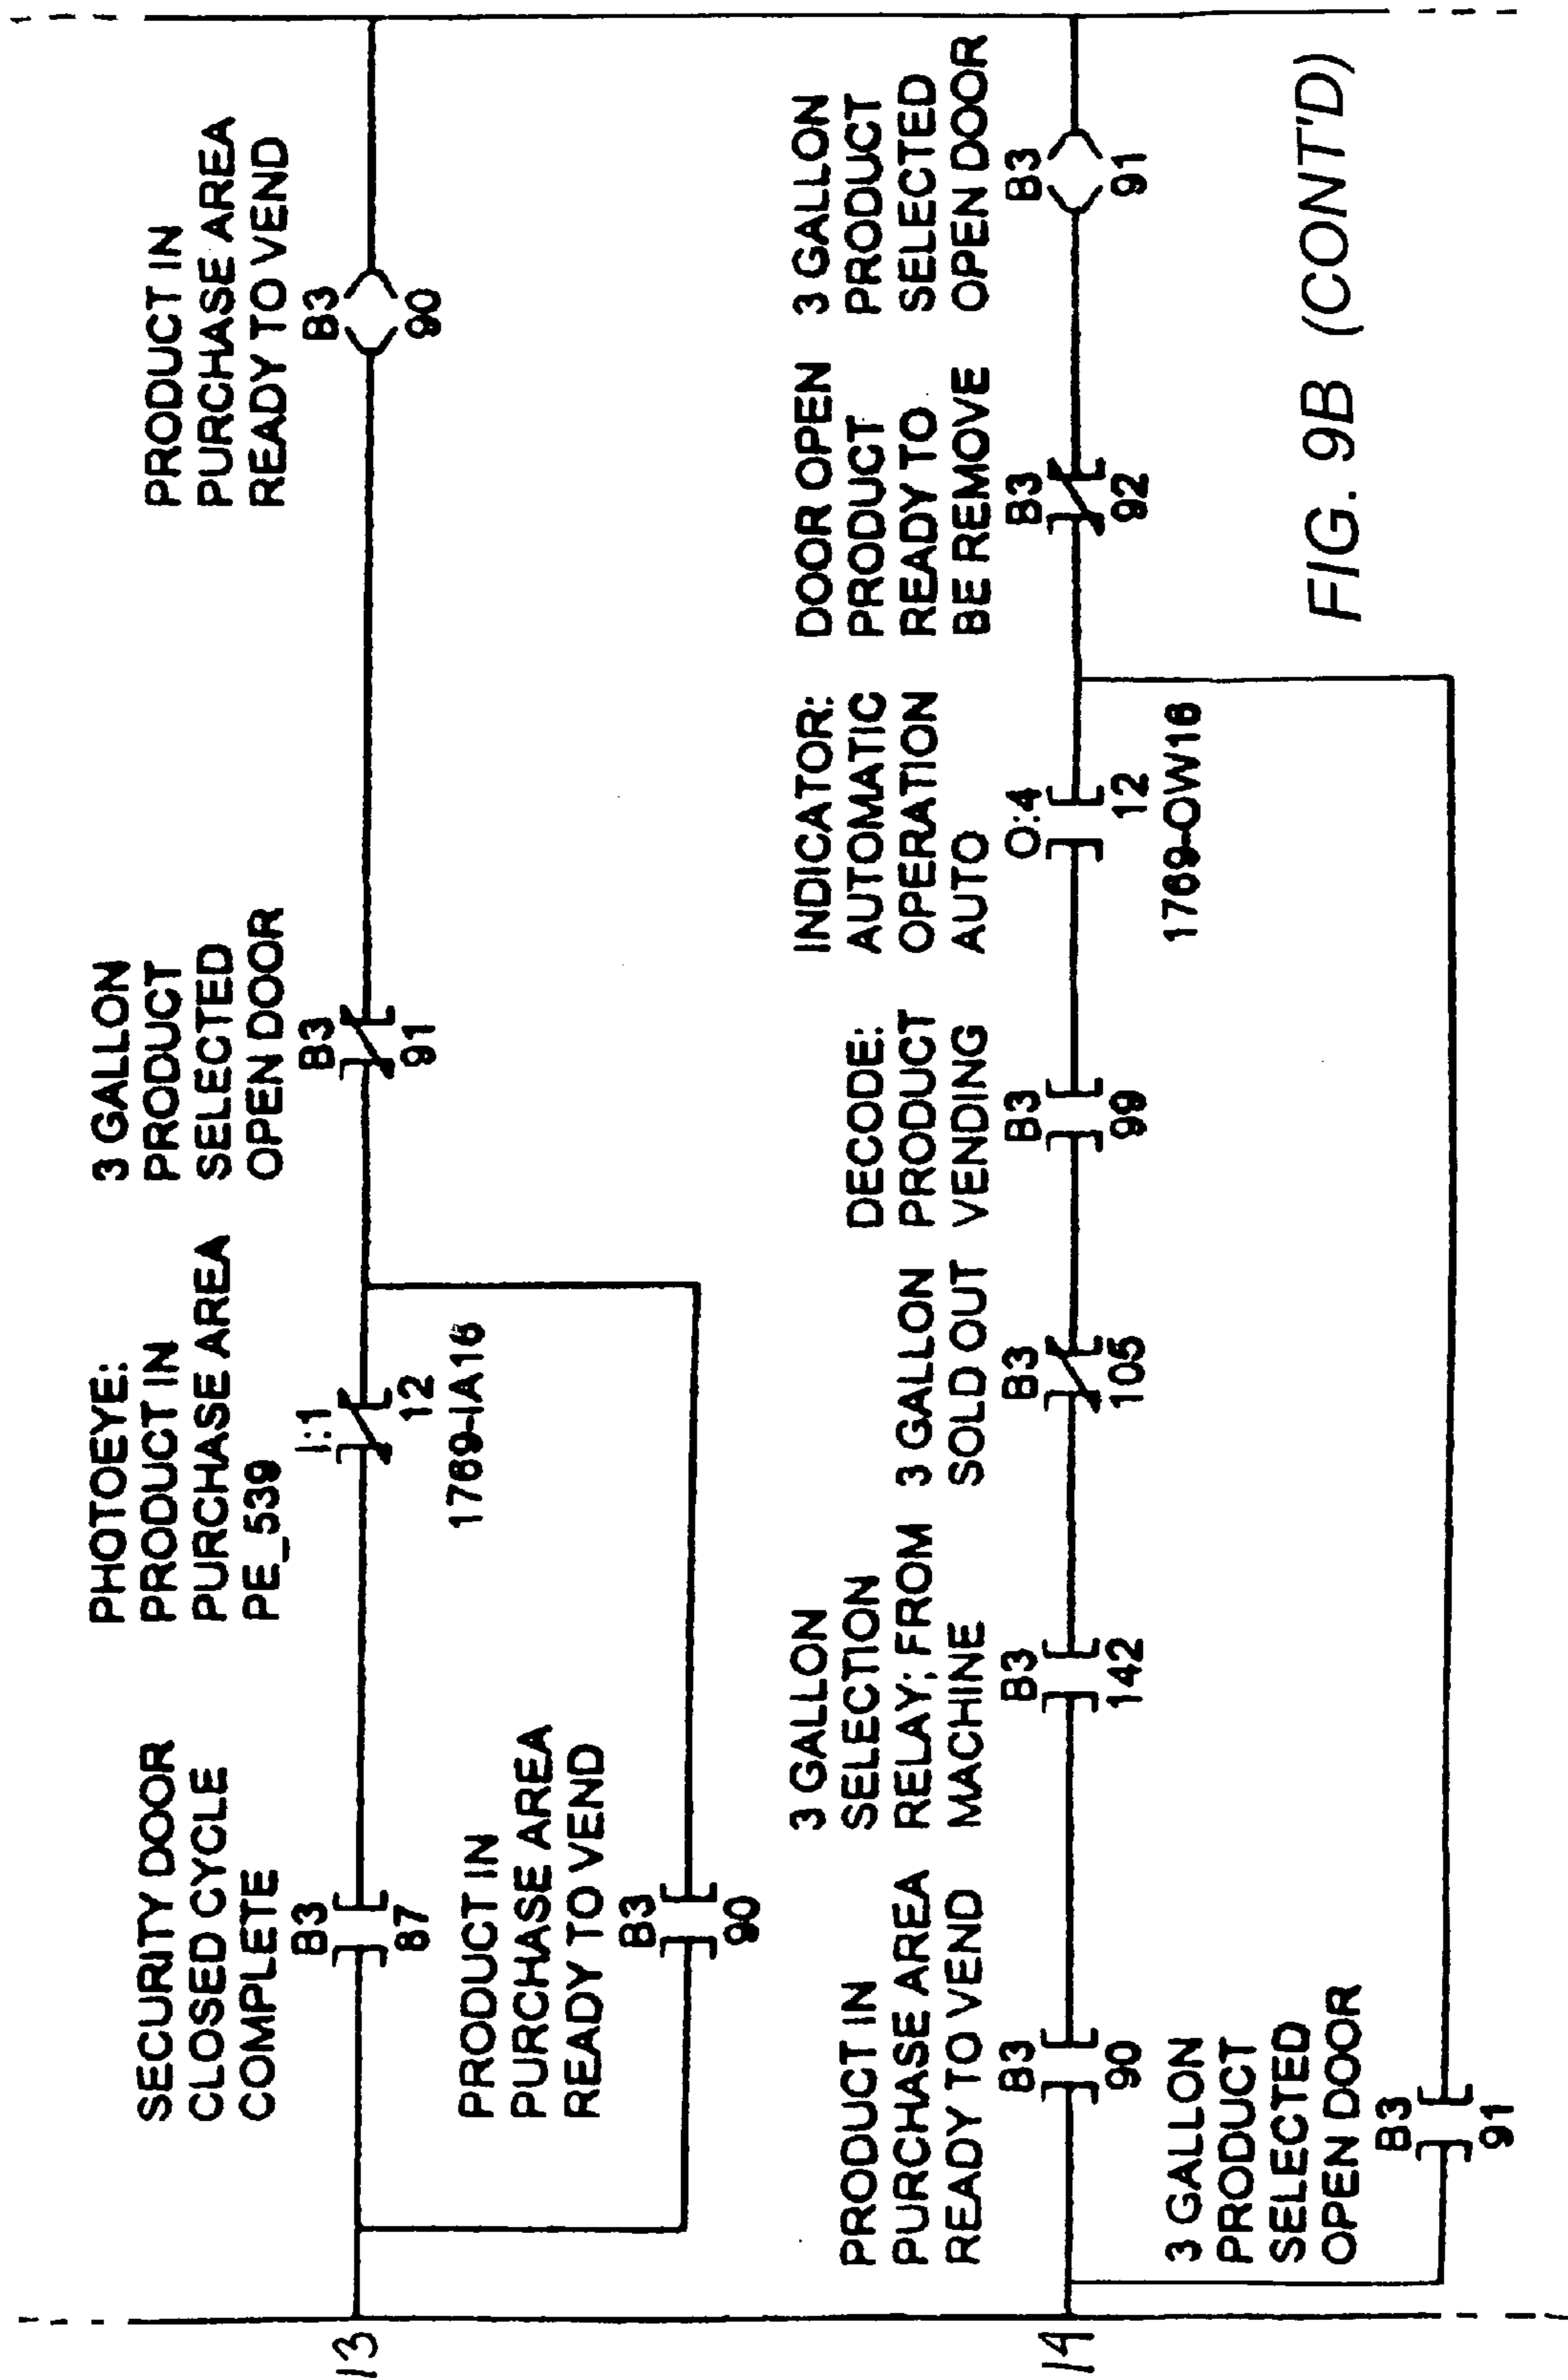 13
SECURITY DOOR
CLOSED CYCLE
COMPLETE
B3
87
PHOTOEYE:
PRODUCT IN
PURCHASE AREA
PE_539
I:1
12
1769-IA16
3 GALLON
PRODUCT
SELECTED
OPEN DOOR
B3
91
PRODUCT IN
PURCHASE AREA
READY TO VEND
B3
90
PRODUCT IN
PURCHASE AREA
READY TO VEND
B3
90
14
PRODUCT IN
PURCHASE AREA
READY TO VEND
B3
90
3 GALLON
SELECTION
RELAY; FROM
MACHINE
B3
142
3 GALLON
SOLD OUT
B3
105
DECODE:
PRODUCT
VENDING
B3
99
INDICATOR:
AUTOMATIC
OPERATION
AUTO
O:4
12
1769-OW16
DOOR OPEN
PRODUCT
READY TO
BE REMOVE
B3
92
3 GALLON
PRODUCT
SELECTED
OPEN DOOR
B3
91
3 GALLON
PRODUCT
SELECTED
OPEN DOOR
B3
91
FIG. 9B (CONT'D)